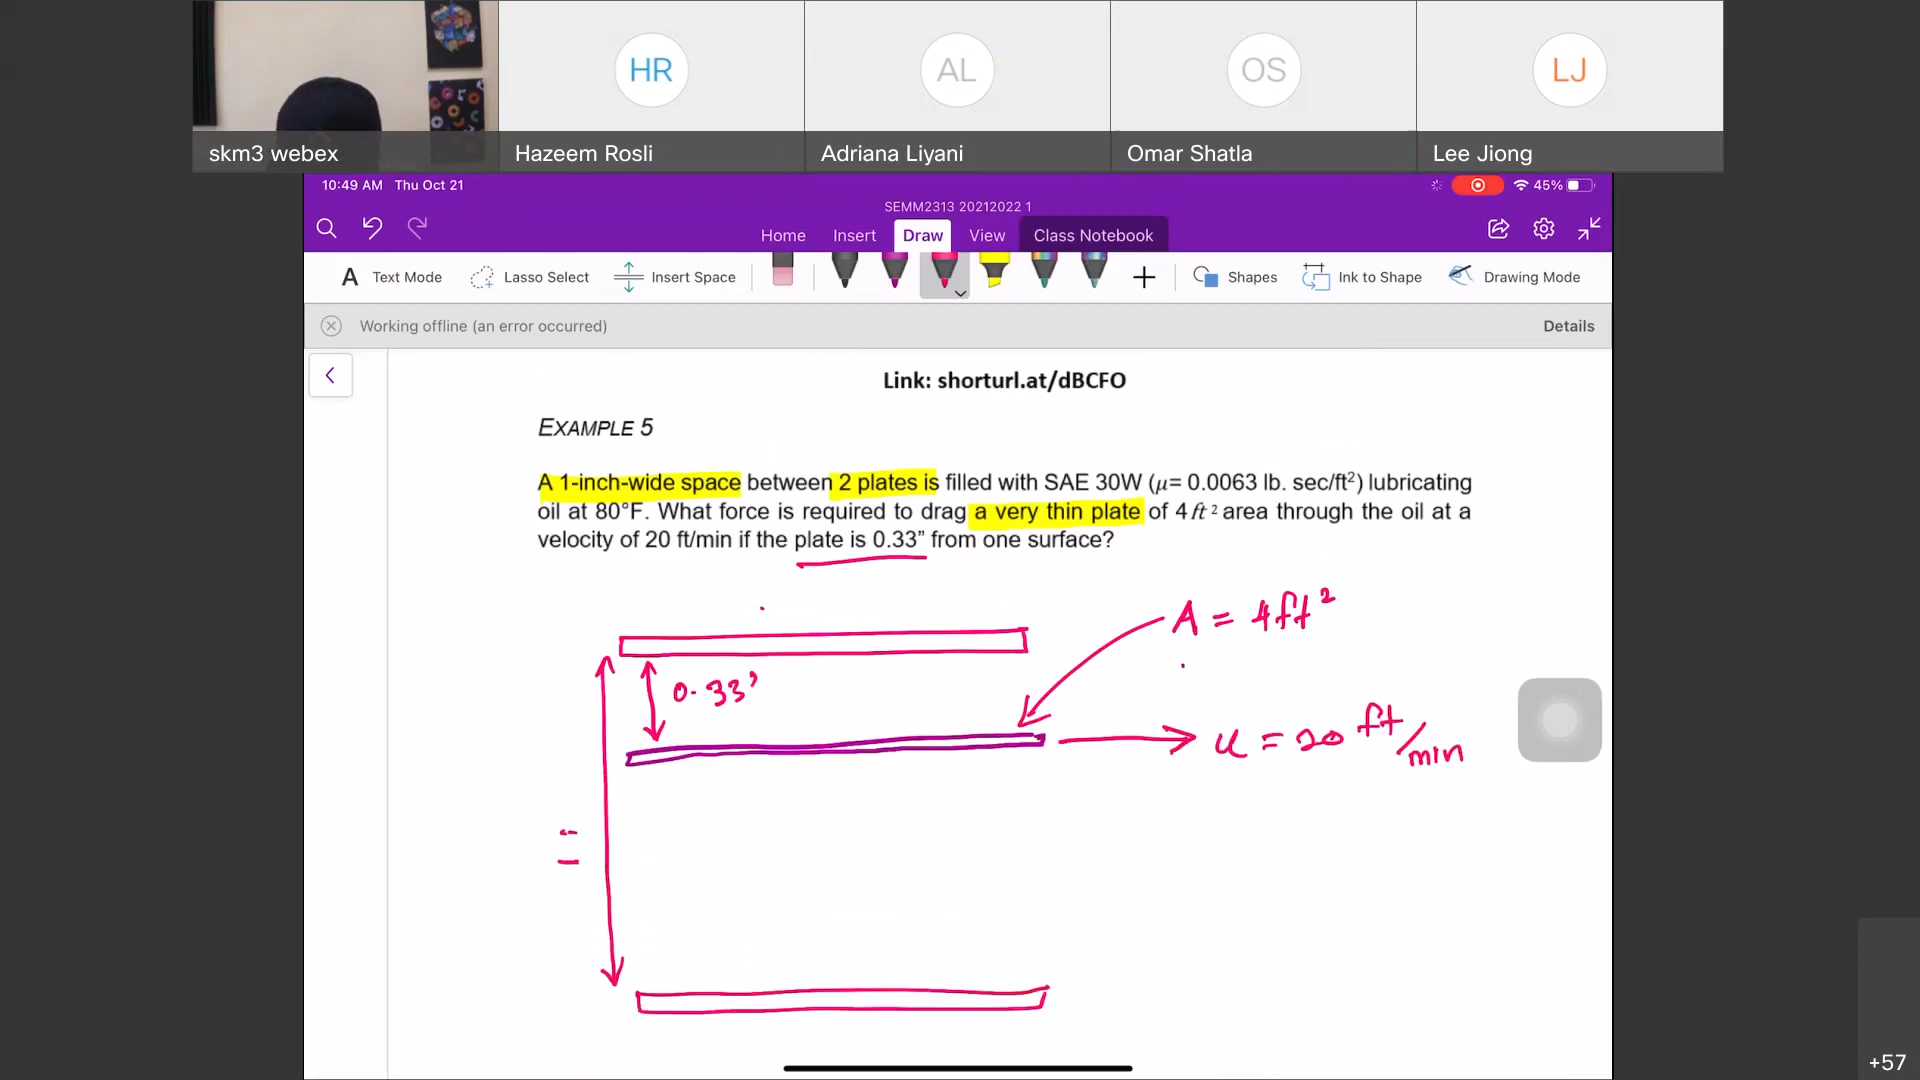 HR
AL
OS
LJ
skm3 webex
Hazeem Rosli
Adriana Liyani
Omar Shatla
Lee Jiong
10:49 AM Thu Oct 21
45%
SEMM2313 20212022 1
Home Insert Draw View Class Notebook
A Text Mode Lasso Select Insert Space Shapes Ink to Shape Drawing Mode
Working offline (an error occurred) Details
Link: shorturl.at/dBCFO
EXAMPLE 5
A 1-inch-wide space between 2 plates is filled with SAE 30W (μ= 0.0063 lb. sec/ft²) lubricating
oil at 80°F. What force is required to drag a very thin plate of 4 ft ² area through the oil at a
velocity of 20 ft/min if the plate is 0.33” from one surface?
A = 4ft²
0.33’
u = 20 ft/min
+57